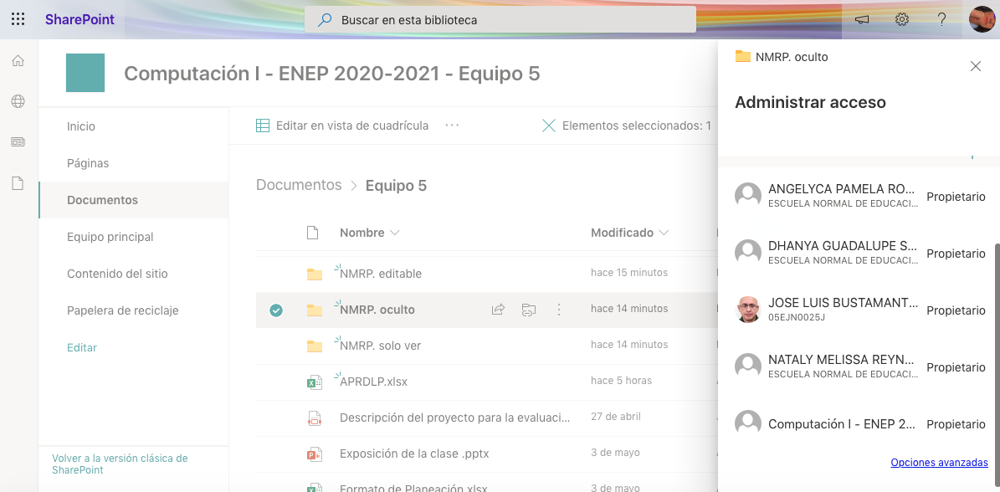 SharePoint
Buscar en esta biblioteca
?
Computación I - ENEP 2020-2021 - Equipo 5
Inicio
Páginas
Documentos
Equipo principal
Contenido del sitio
Papelera de reciclaje
Editar
Volver a la versión clásica de
SharePoint
Editar en vista de cuadrícula ···
Elementos seleccionados: 1
Documentos > Equipo 5
Nombre Modificado
NMRP. editable hace 15 minutos
NMRP. oculto hace 14 minutos
NMRP. solo ver hace 14 minutos
APRDLP.xlsx hace 5 horas
Descripción del proyecto para la evaluaci... 27 de abril
Exposición de la clase .pptx 3 de mayo
Formato de Planeación.xlsx 3 de mayo
NMRP. oculto
Administrar acceso
ANGELYCA PAMELA RO... Propietario
ESCUELA NORMAL DE EDUCACI...
DHANYA GUADALUPE S... Propietario
ESCUELA NORMAL DE EDUCACI...
JOSE LUIS BUSTAMANT... Propietario
05EJN0025J
NATALY MELISSA REYN... Propietario
ESCUELA NORMAL DE EDUCACI...
Computación I - ENEP 2... Propietario
Opciones avanzadas